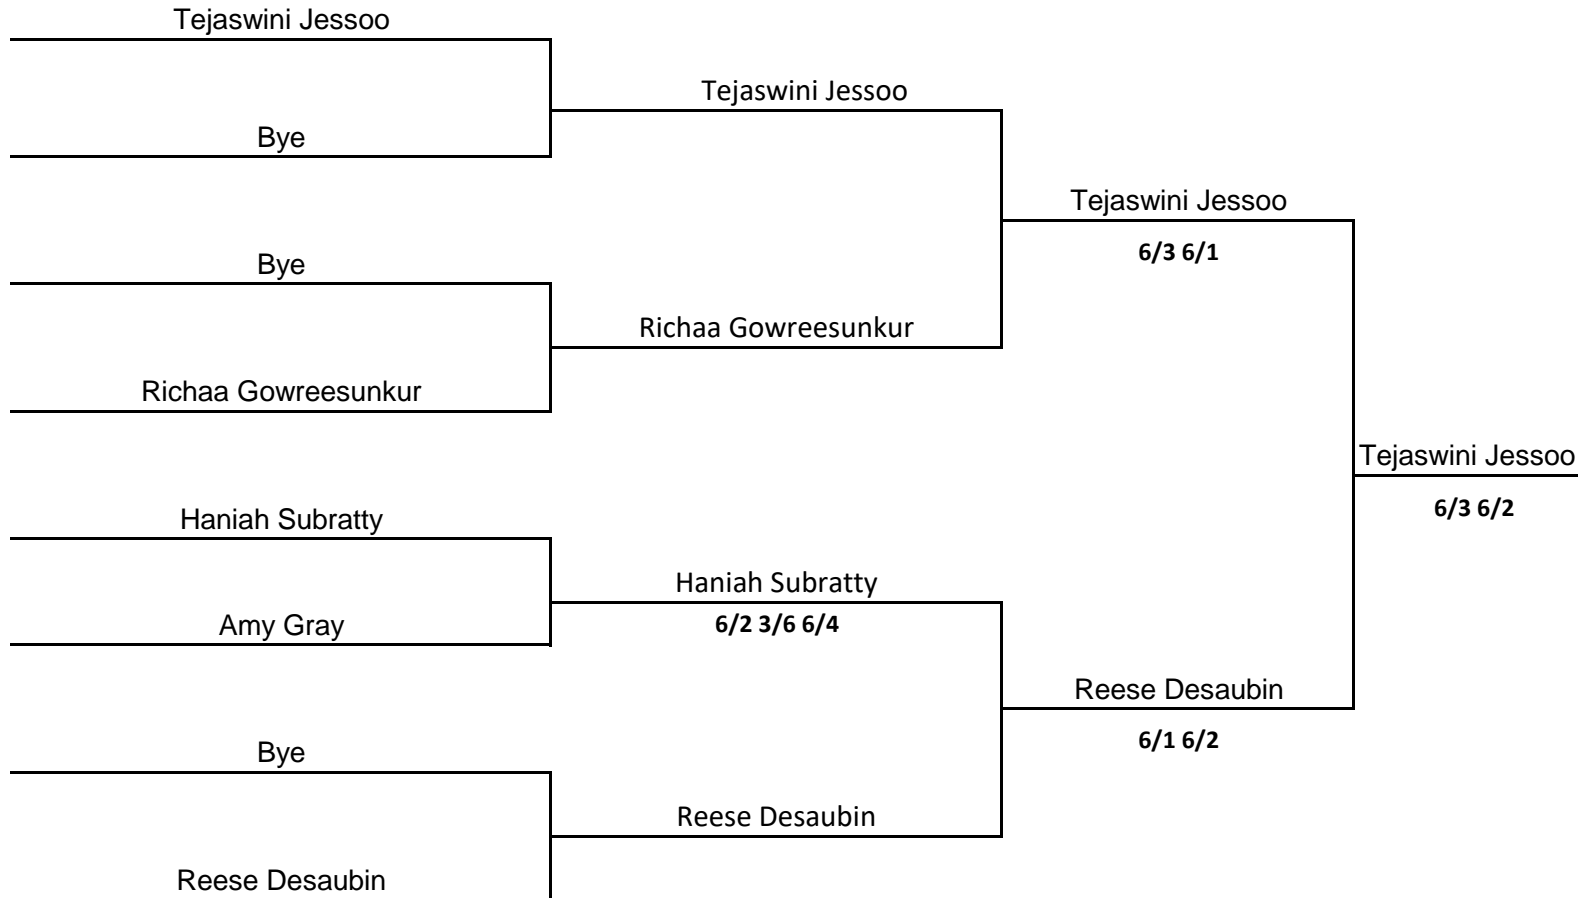 Tejaswini Jessoo
Tejaswini Jessoo
Bye
Tejaswini Jessoo
6/3 6/1
Bye
Richaa Gowreesunkur
Richaa Gowreesunkur
Tejaswini Jessoo
6/3 6/2
Haniah Subratty
Haniah Subratty
6/2 3/6 6/4
Amy Gray
Reese Desaubin
6/1 6/2
Bye
Reese Desaubin
Reese Desaubin